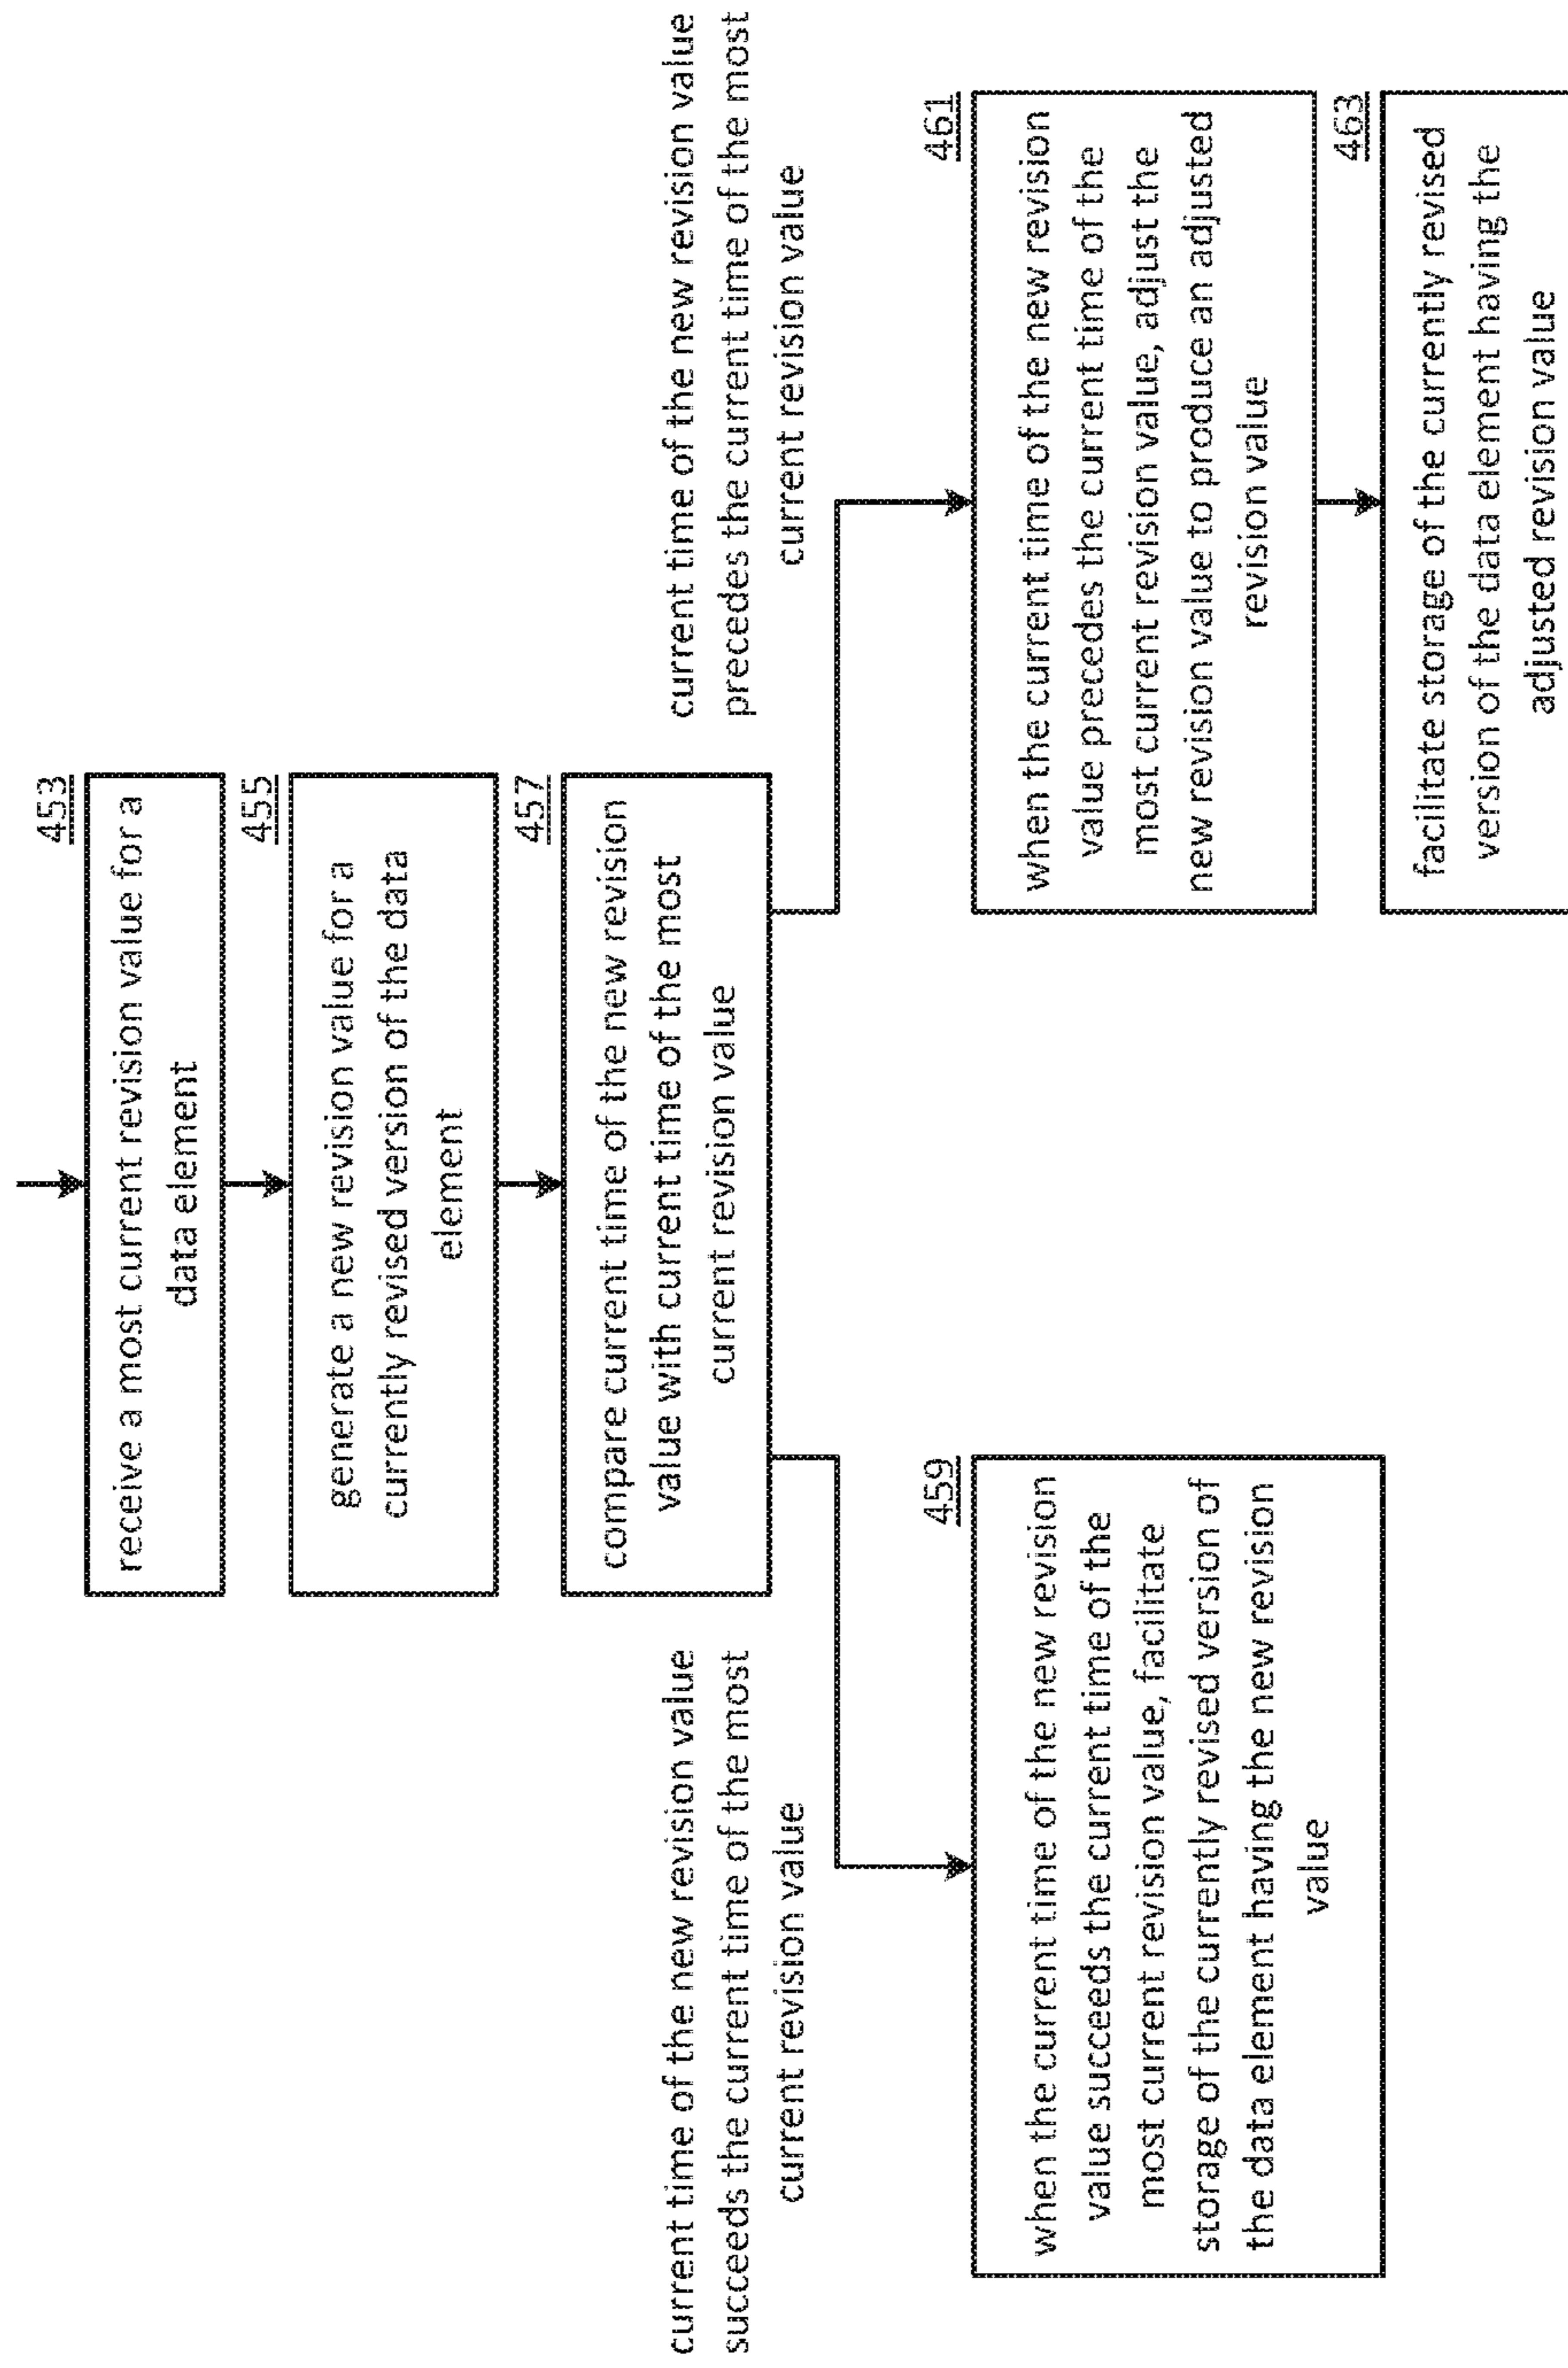 453
receive a most current revision value for a
data element
455
generate a new revision value for a
currently revised version of the data
element
457
compare current time of the new revision
value with current time of the most
current revision value
current time of the new revision value
succeeds the current time of the most
current revision value
current time of the new revision value
precedes the current time of the most
current revision value
459
when the current time of the new revision
value succeeds the current time of the
most current revision value, facilitate
storage of the currently revised version of
the data element having the new revision
value
461
when the current time of the new revision
value precedes the current time of the
most current revision value, adjust the
new revision value to produce an adjusted
revision value
463
facilitate storage of the currently revised
version of the data element having the
adjusted revision value